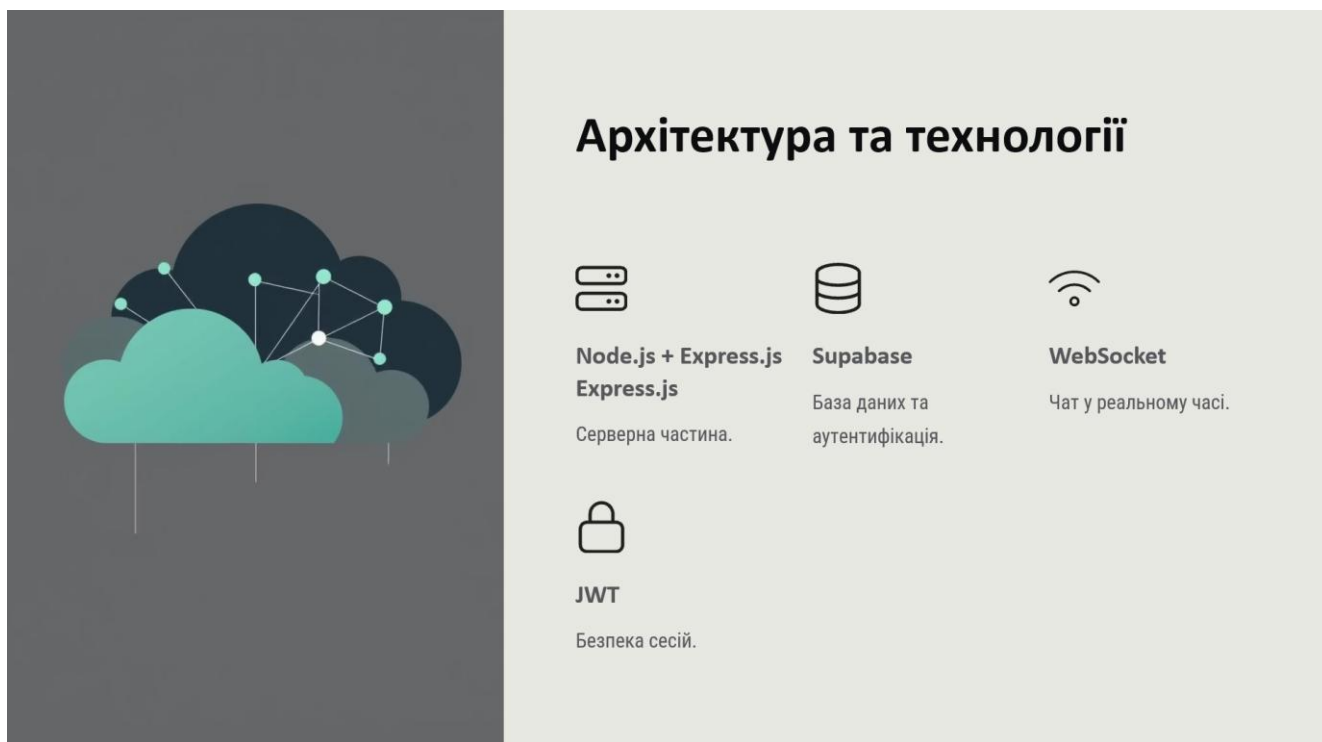 Архітектура та технології
Node.js + Express.js
Express.js
Серверна частина.
Supabase
База даних та
аутентифікація.
WebSocket
Чат у реальному часі.
JWT
Безпека сесій.